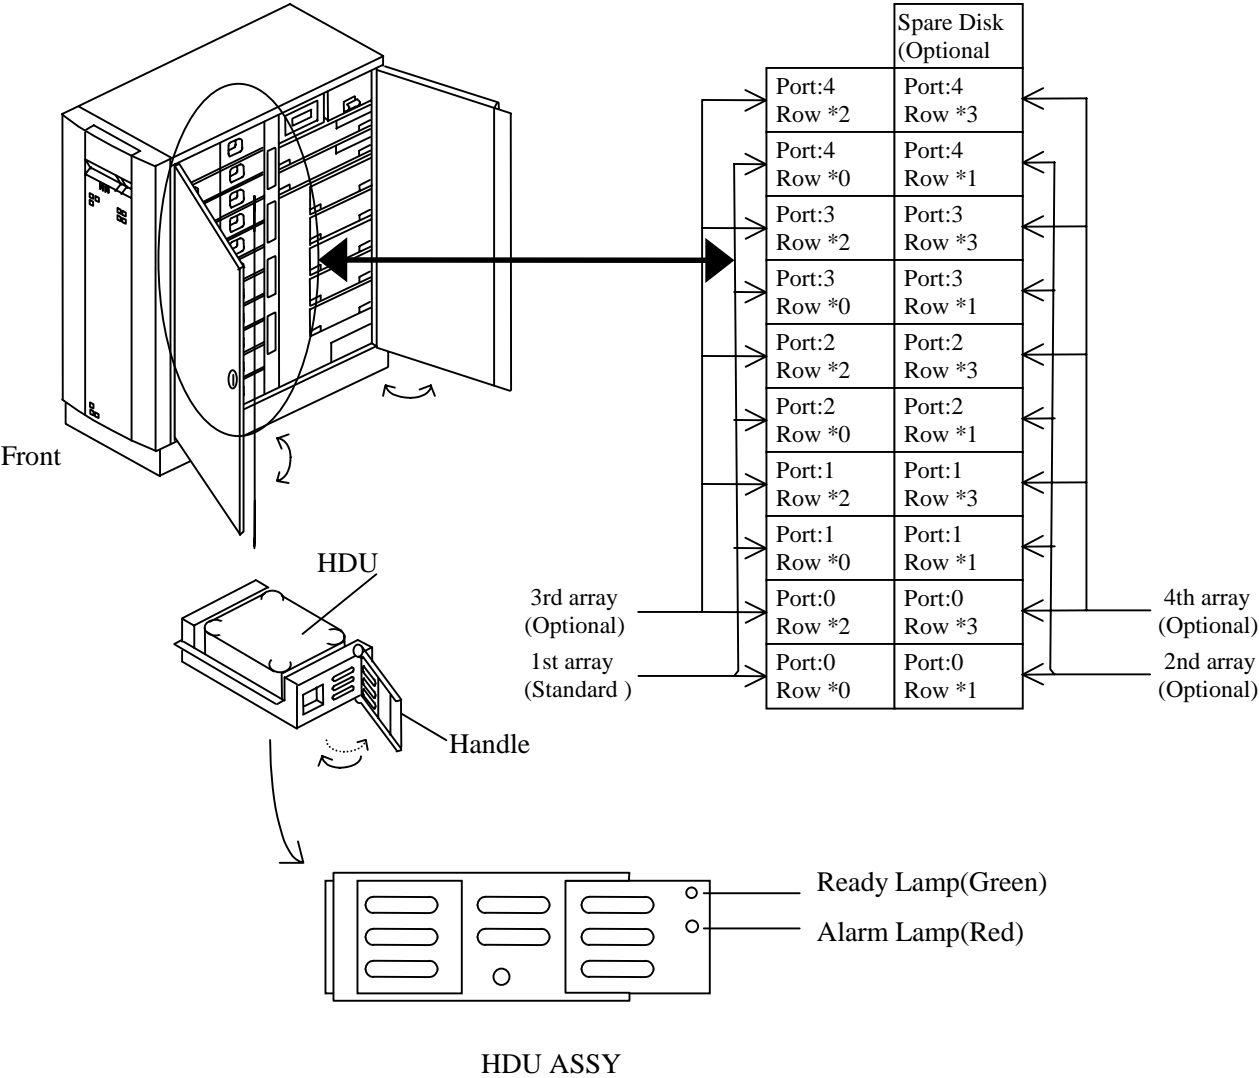 Spare Disk
(Optional
Port:4
Row *2
Port:4
Row *3
Port:4
Row *0
Port:4
Row *1
Port:3
Row *2
Port:3
Row *3
Port:3
Row *0
Port:3
Row *1
Port:2
Row *2
Port:2
Row *3
Port:2
Row *0
Port:2
Row *1
Port:1
Row *2
Port:1
Row *3
Port:1
Row *0
Port:1
Row *1
Port:0
Row *2
Port:0
Row *3
Port:0
Row *0
Port:0
Row *1
3rd array
(Optional)
1st array
(Standard )
4th array
(Optional)
2nd array
(Optional)
Front
HDU
Handle
Ready Lamp(Green)
Alarm Lamp(Red)
HDU ASSY